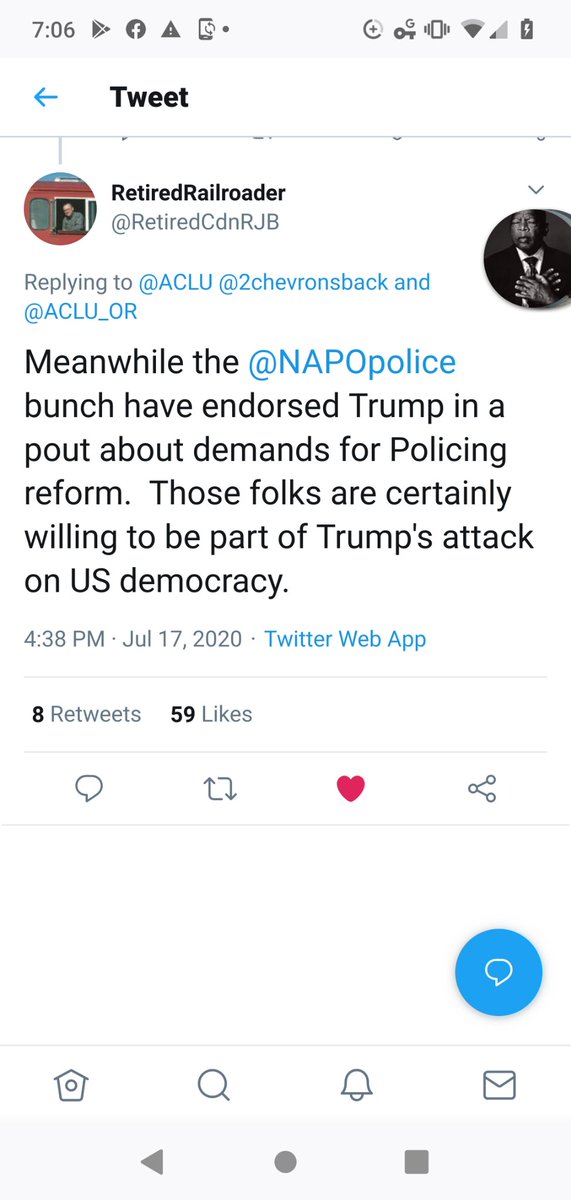 7:06
Tweet
RetiredRailroader
@RetiredCdnRJB
Replying to @ACLU @2chevronsback and
@ACLU_OR
Meanwhile the @NAPOpolice
bunch have endorsed Trump in a
pout about demands for Policing
reform.  Those folks are certainly
willing to be part of Trump's attack
on US democracy.
4:38 PM · Jul 17, 2020 · Twitter Web App
8 Retweets 59 Likes